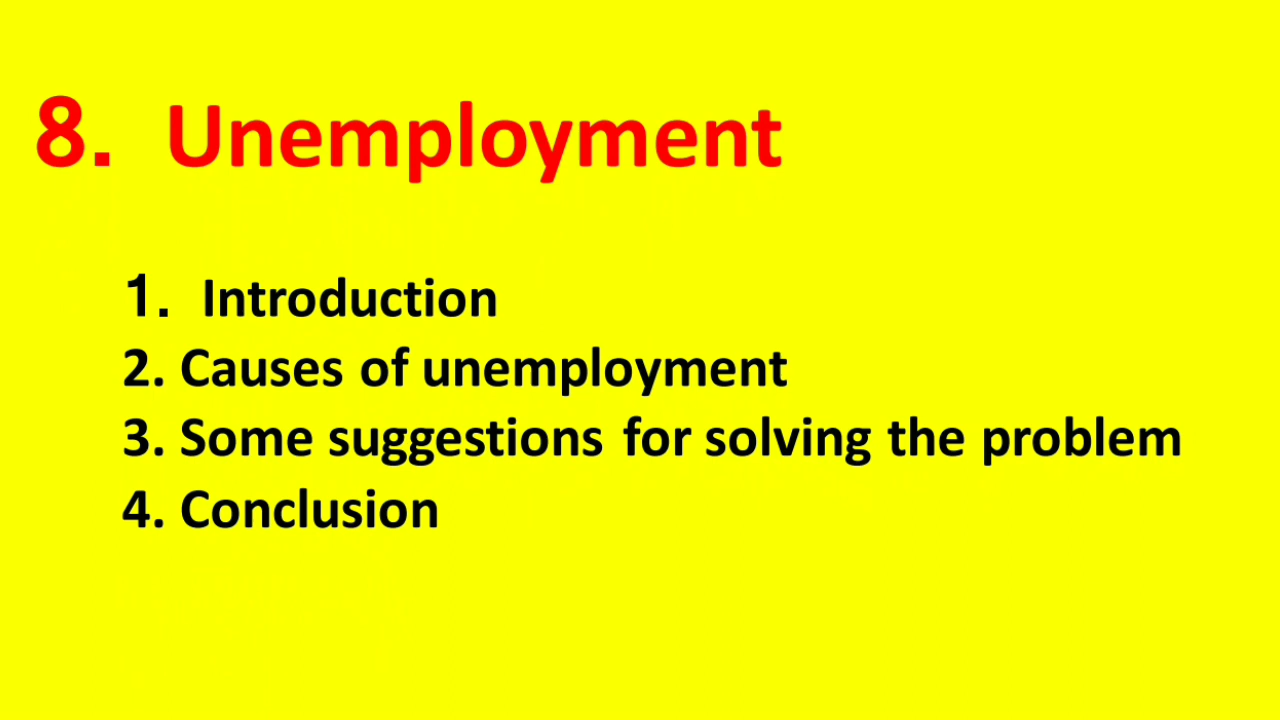 8. Unemployment
1. Introduction
2. Causes of unemployment
3. Some suggestions for solving the problem
4. Conclusion